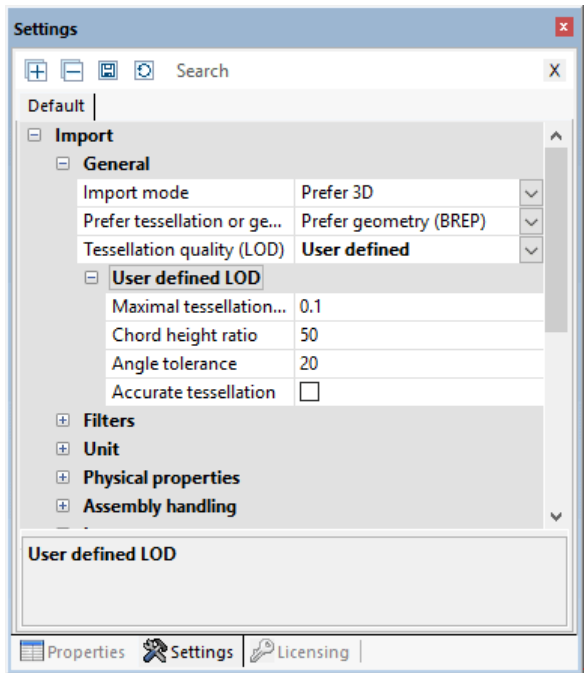 Settings
Search X
Default
Import
General
Import mode Prefer 3D
Prefer tessellation or ge... Prefer geometry (BREP)
Tessellation quality (LOD) User defined
User defined LOD
Maximal tessellation... 0.1
Chord height ratio 50
Angle tolerance 20
Accurate tessellation
Filters
Unit
Physical properties
Assembly handling
User defined LOD
Properties Settings Licensing